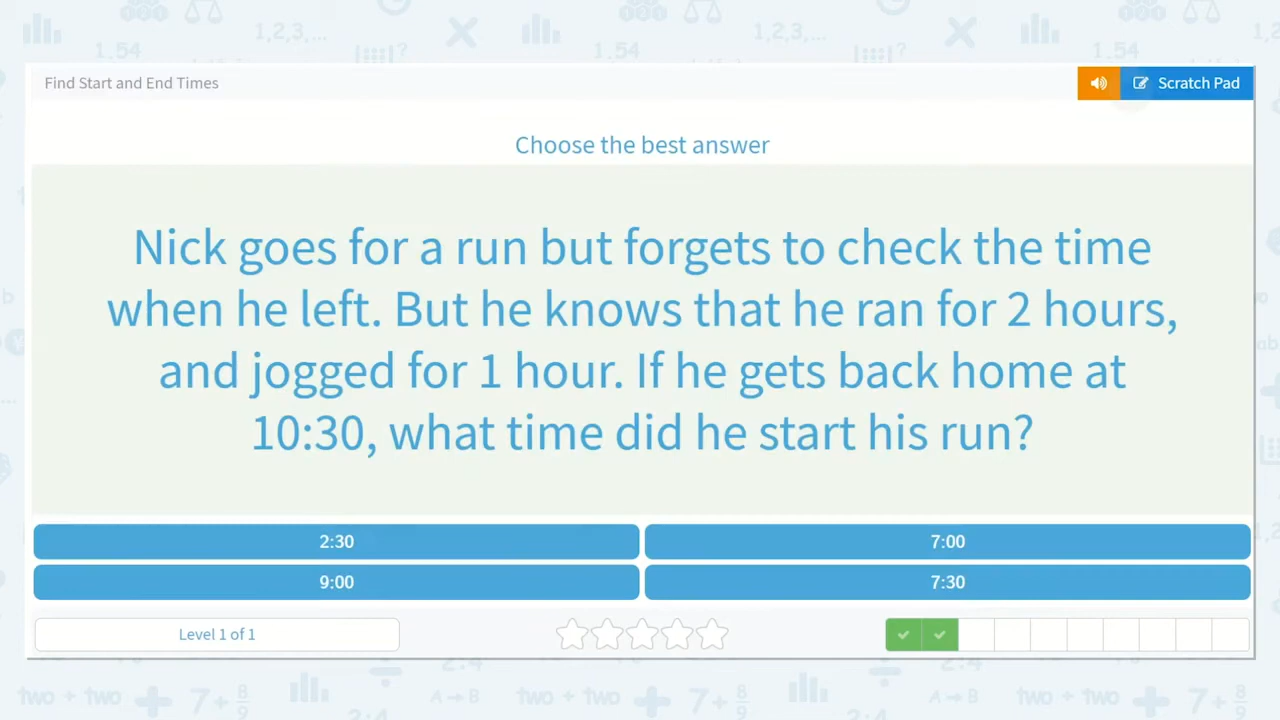 Find Start and End Times
Scratch Pad
Choose the best answer
Nick goes for a run but forgets to check the time
when he left. But he knows that he ran for 2 hours,
and jogged for 1 hour. If he gets back home at
10:30, what time did he start his run?
2:30
7:00
9:00
7:30
Level 1 of 1